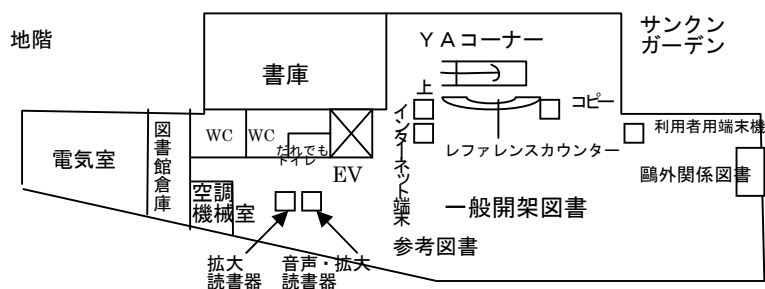 地階
サンクン
ガーデン
ＹＡコーナー
書庫
上
コピー
インターネット端末
利用者用端末機
WC
WC
図書館倉庫
電気室
だれでも
トイレ
レファレンスカウンター
EV
鷗外関係図書
空調
機械室
一般開架図書
参考図書
拡大
読書器
音声・拡大
読書器